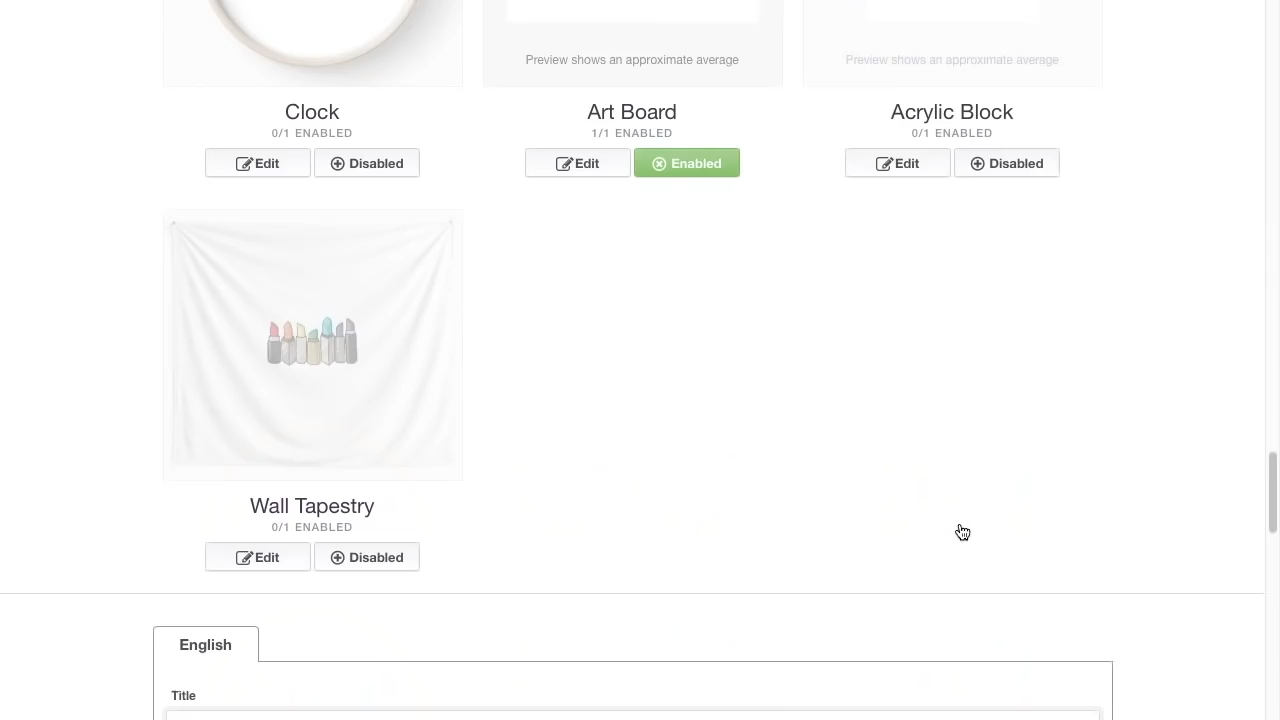 Preview shows an approximate average
Preview shows an approximate average
Clock
Art Board
Acrylic Block
0/1 ENABLED
1/1 ENABLED
0/1 ENABLED
Edit
Disabled
Edit
Enabled
Edit
Disabled
Wall Tapestry
0/1 ENABLED
Edit
Disabled
English
Title